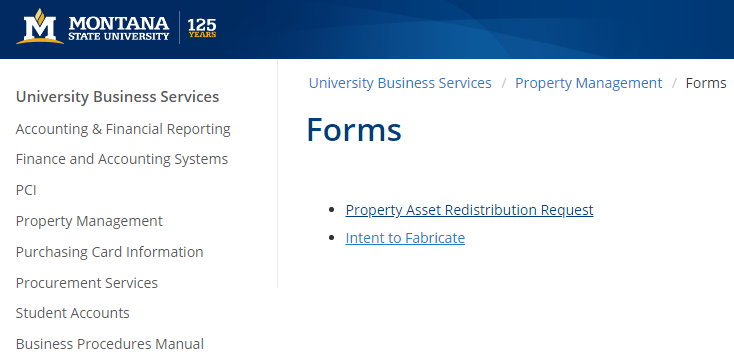 MONTANA
STATE UNIVERSITY
125
YEARS
University Business Services
Accounting & Financial Reporting
Finance and Accounting Systems
PCI
Property Management
Purchasing Card Information
Procurement Services
Student Accounts
Business Procedures Manual
University Business Services / Property Management / Forms
Forms
Property Asset Redistribution Request
Intent to Fabricate